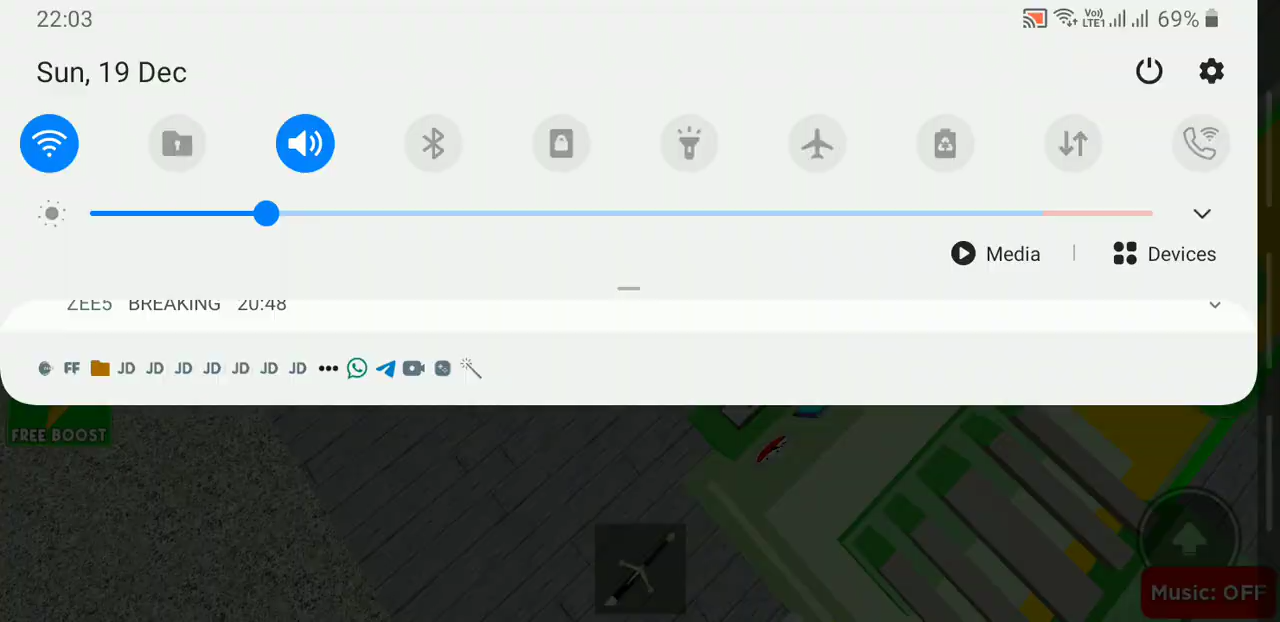 22:03 Vo)) LTE1 69%
Sun, 19 Dec
Media | Devices
ZEE5 BREAKING 20:48
FF JD JD JD JD JD JD JD •••
FREE BOOST
Music: OFF